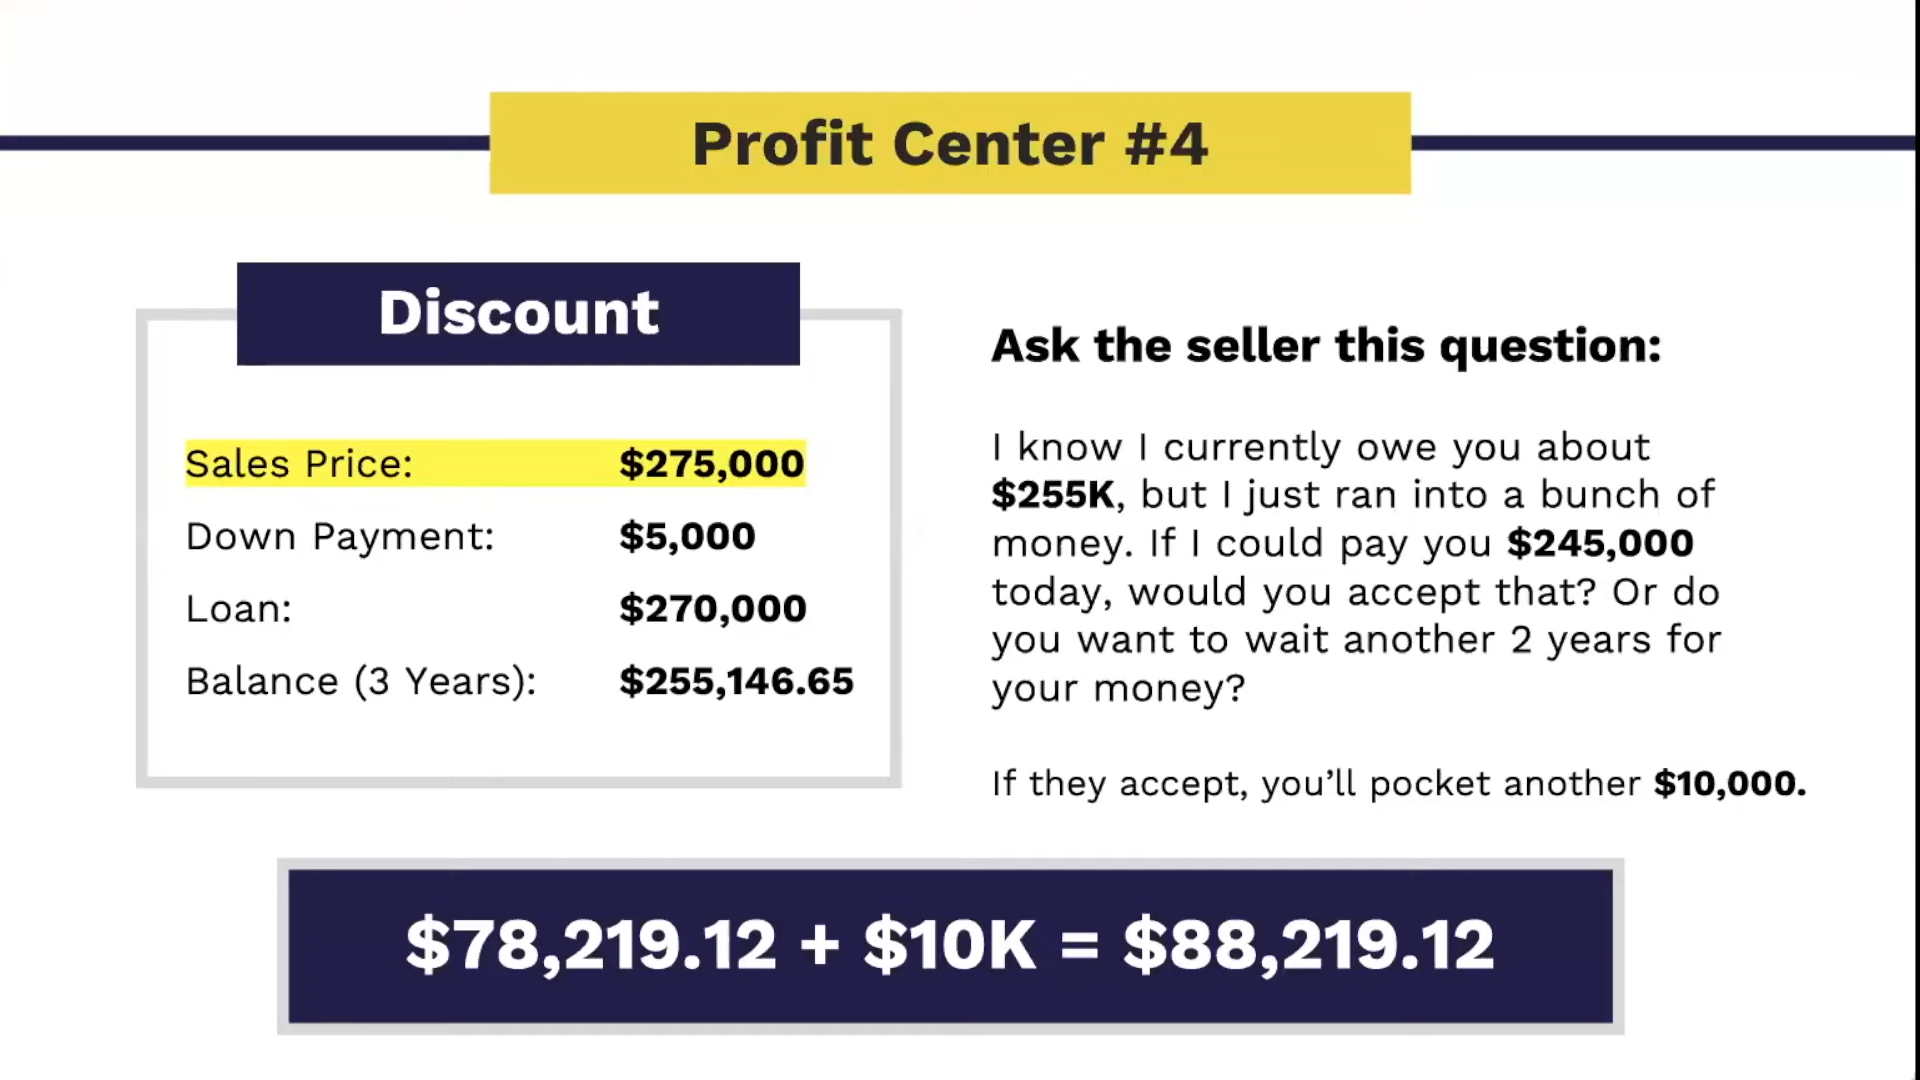 Profit Center #4
Discount
Sales Price: $275,000
Down Payment: $5,000
Loan: $270,000
Balance (3 Years): $255,146.65
Ask the seller this question:
I know I currently owe you about
$255K, but I just ran into a bunch of
money. If I could pay you $245,000
today, would you accept that? Or do
you want to wait another 2 years for
your money?
If they accept, you’ll pocket another $10,000.
$78,219.12 + $10K = $88,219.12